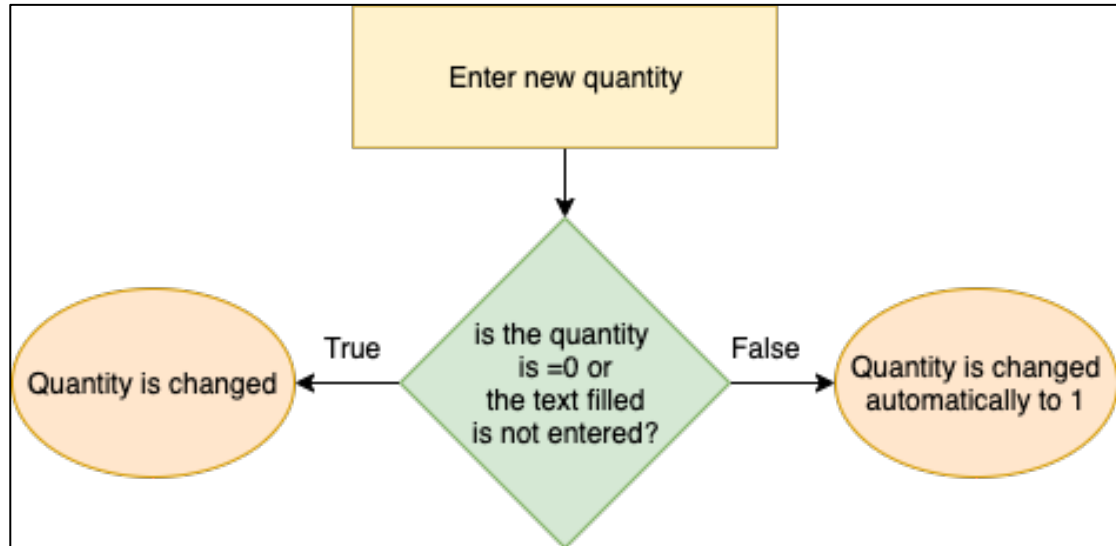 Enter new quantity
True
False
is the quantity
is =0 or
the text filled
is not entered?
Quantity is changed
Quantity is changed
automatically to 1